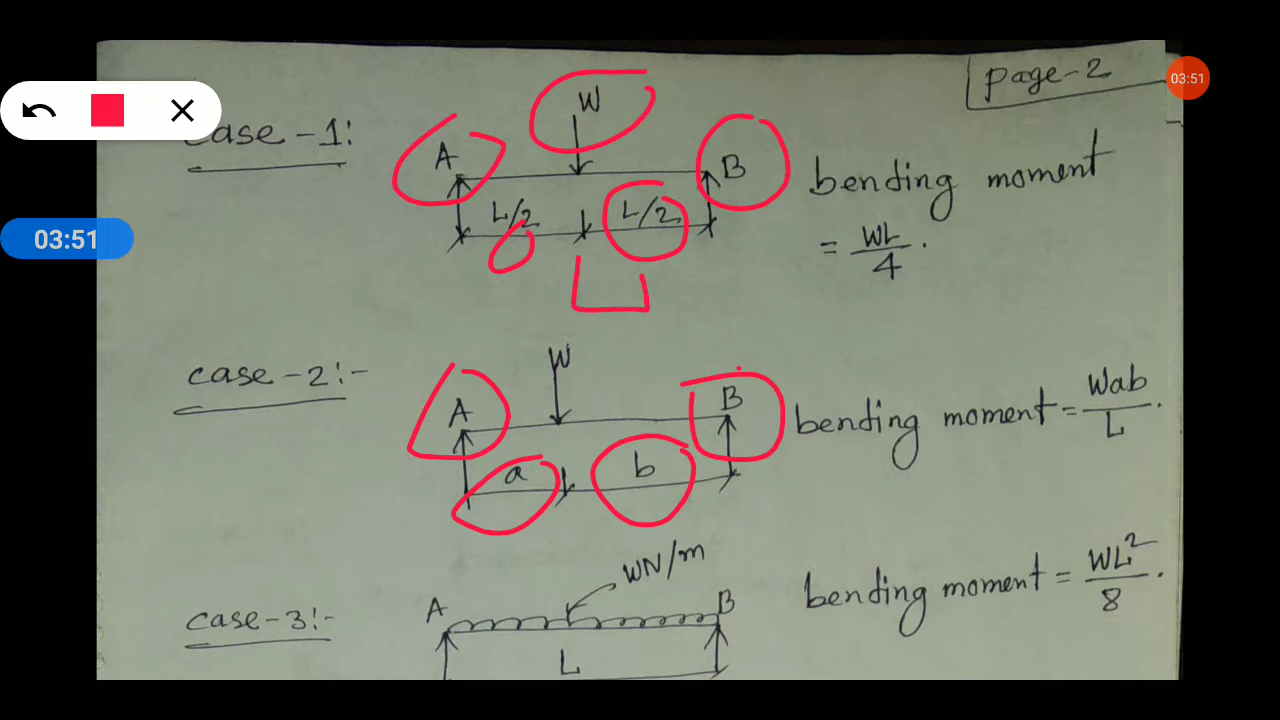 page-2
03:51
case-1:
W
A
B
L/2
L/2
bending moment
= WL/4.
03:51
case-2:-
W
A
B
a
b
bending moment = Wab/L.
WN/m
case-3:-
A
B
L
bending moment = WL²/8.